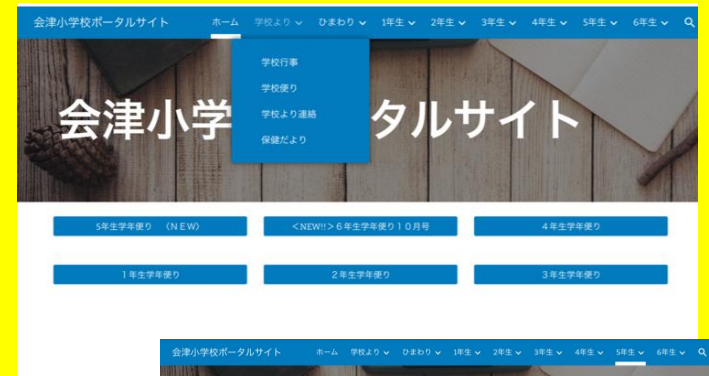 会津小学校ポータルサイト ホーム 学校より ひまわり 1年生 2年生 3年生 4年生 5年生 6年生
学校行事
学校便り
学校より連絡
保健だより
会津小学 タルサイト
5年生学年便り （NEW） ＜NEW!!＞６年生学年便り１０月号 ４年生学年便り
１年生学年便り ２年生学年便り ３年生学年便り
会津小学校ポータルサイト ホーム 学校より ひまわり 1年生 2年生 3年生 4年生 5年生 6年生